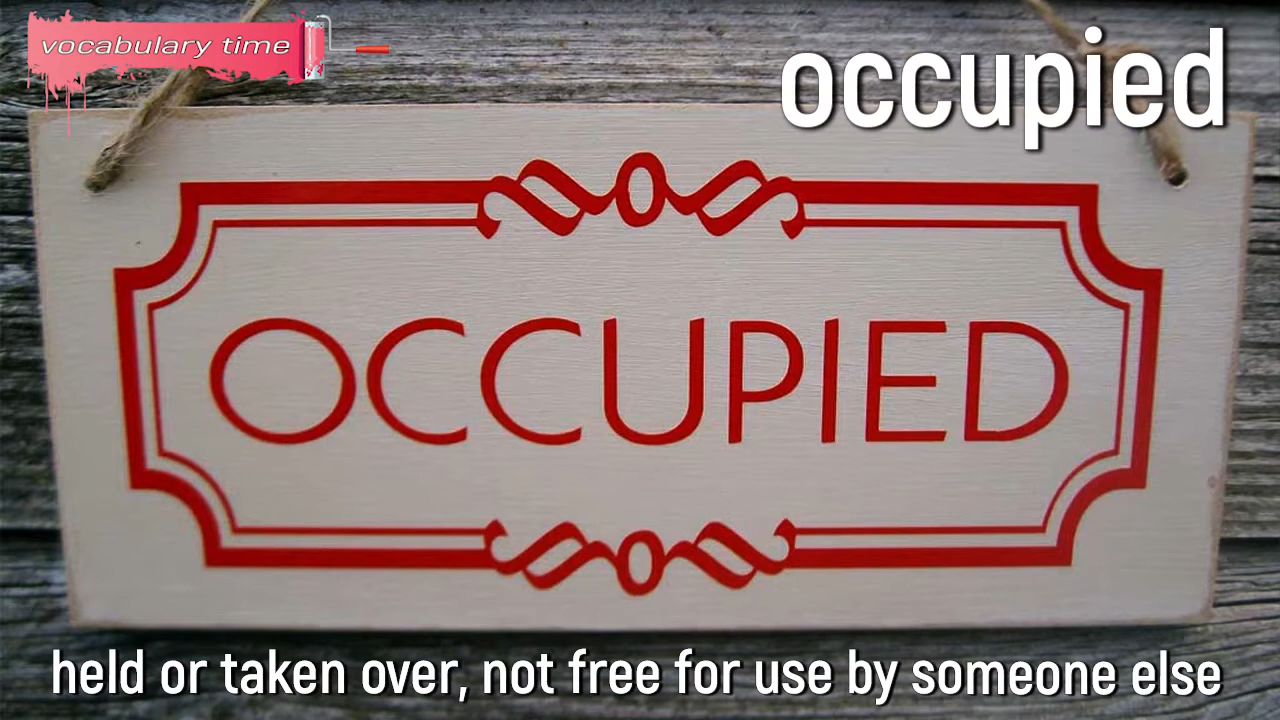 vocabulary time
occupied
OCCUPIED
held or taken over, not free for use by someone else